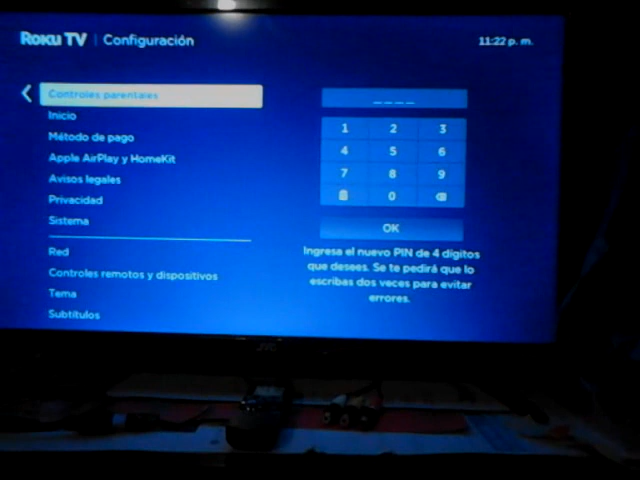 Roku TV | Configuración
11:22 p. m.
Controles parentales
Inicio
Método de pago
Apple AirPlay y HomeKit
Avisos legales
Privacidad
Sistema
Red
Controles remotos y dispositivos
Tema
Subtítulos
_ _ _ _
1 2 3
4 5 6
7 8 9
0
OK
Ingresa el nuevo PIN de 4 dígitos
que desees. Se te pedirá que lo
escribas dos veces para evitar
errores.
JVC